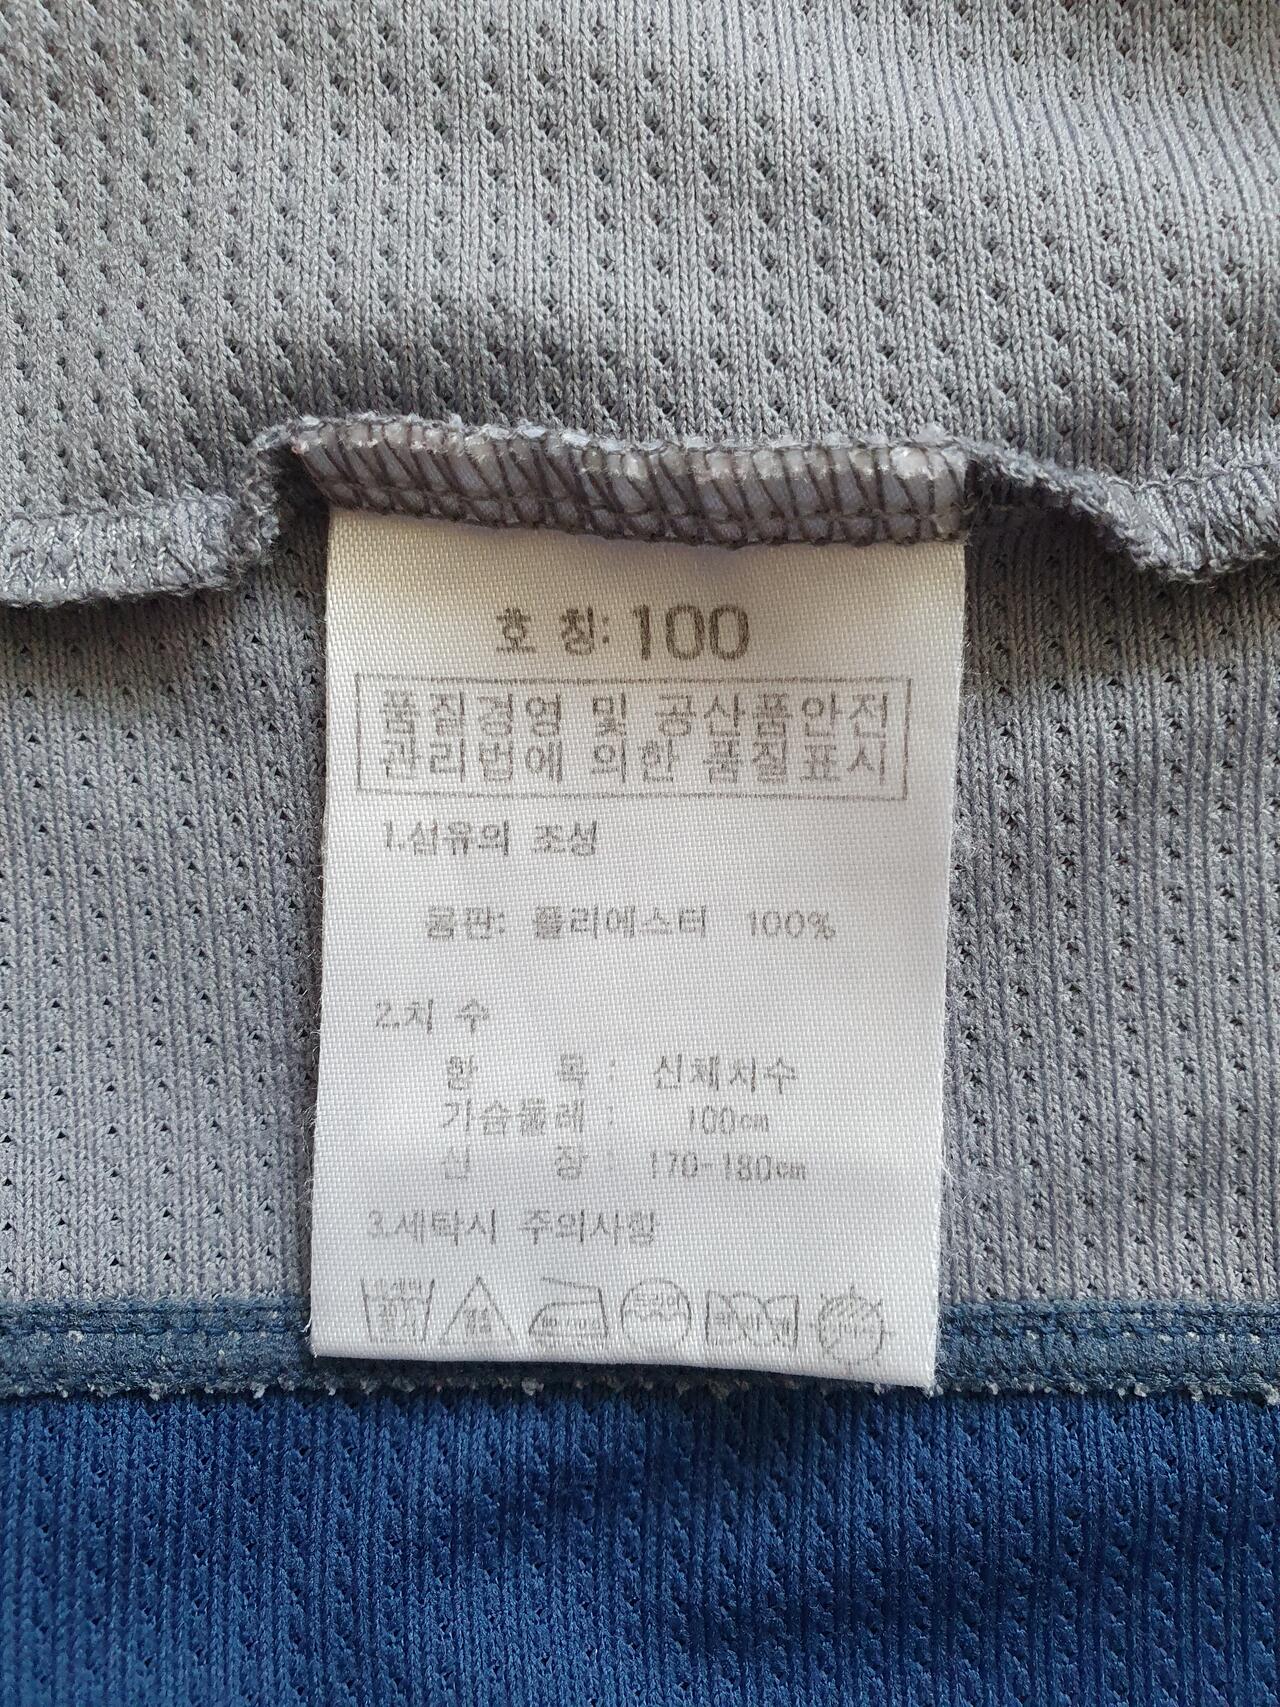 호 칭: 100
품질경영 및 공산품안전
관리법에 의한 품질표시
1.섬유의 조성
몸판: 폴리에스터 100%
2.치 수
항 목 : 신체치수
가슴둘레 : 100cm
신 장 : 170-180cm
3.세탁시 주의사항
드라이